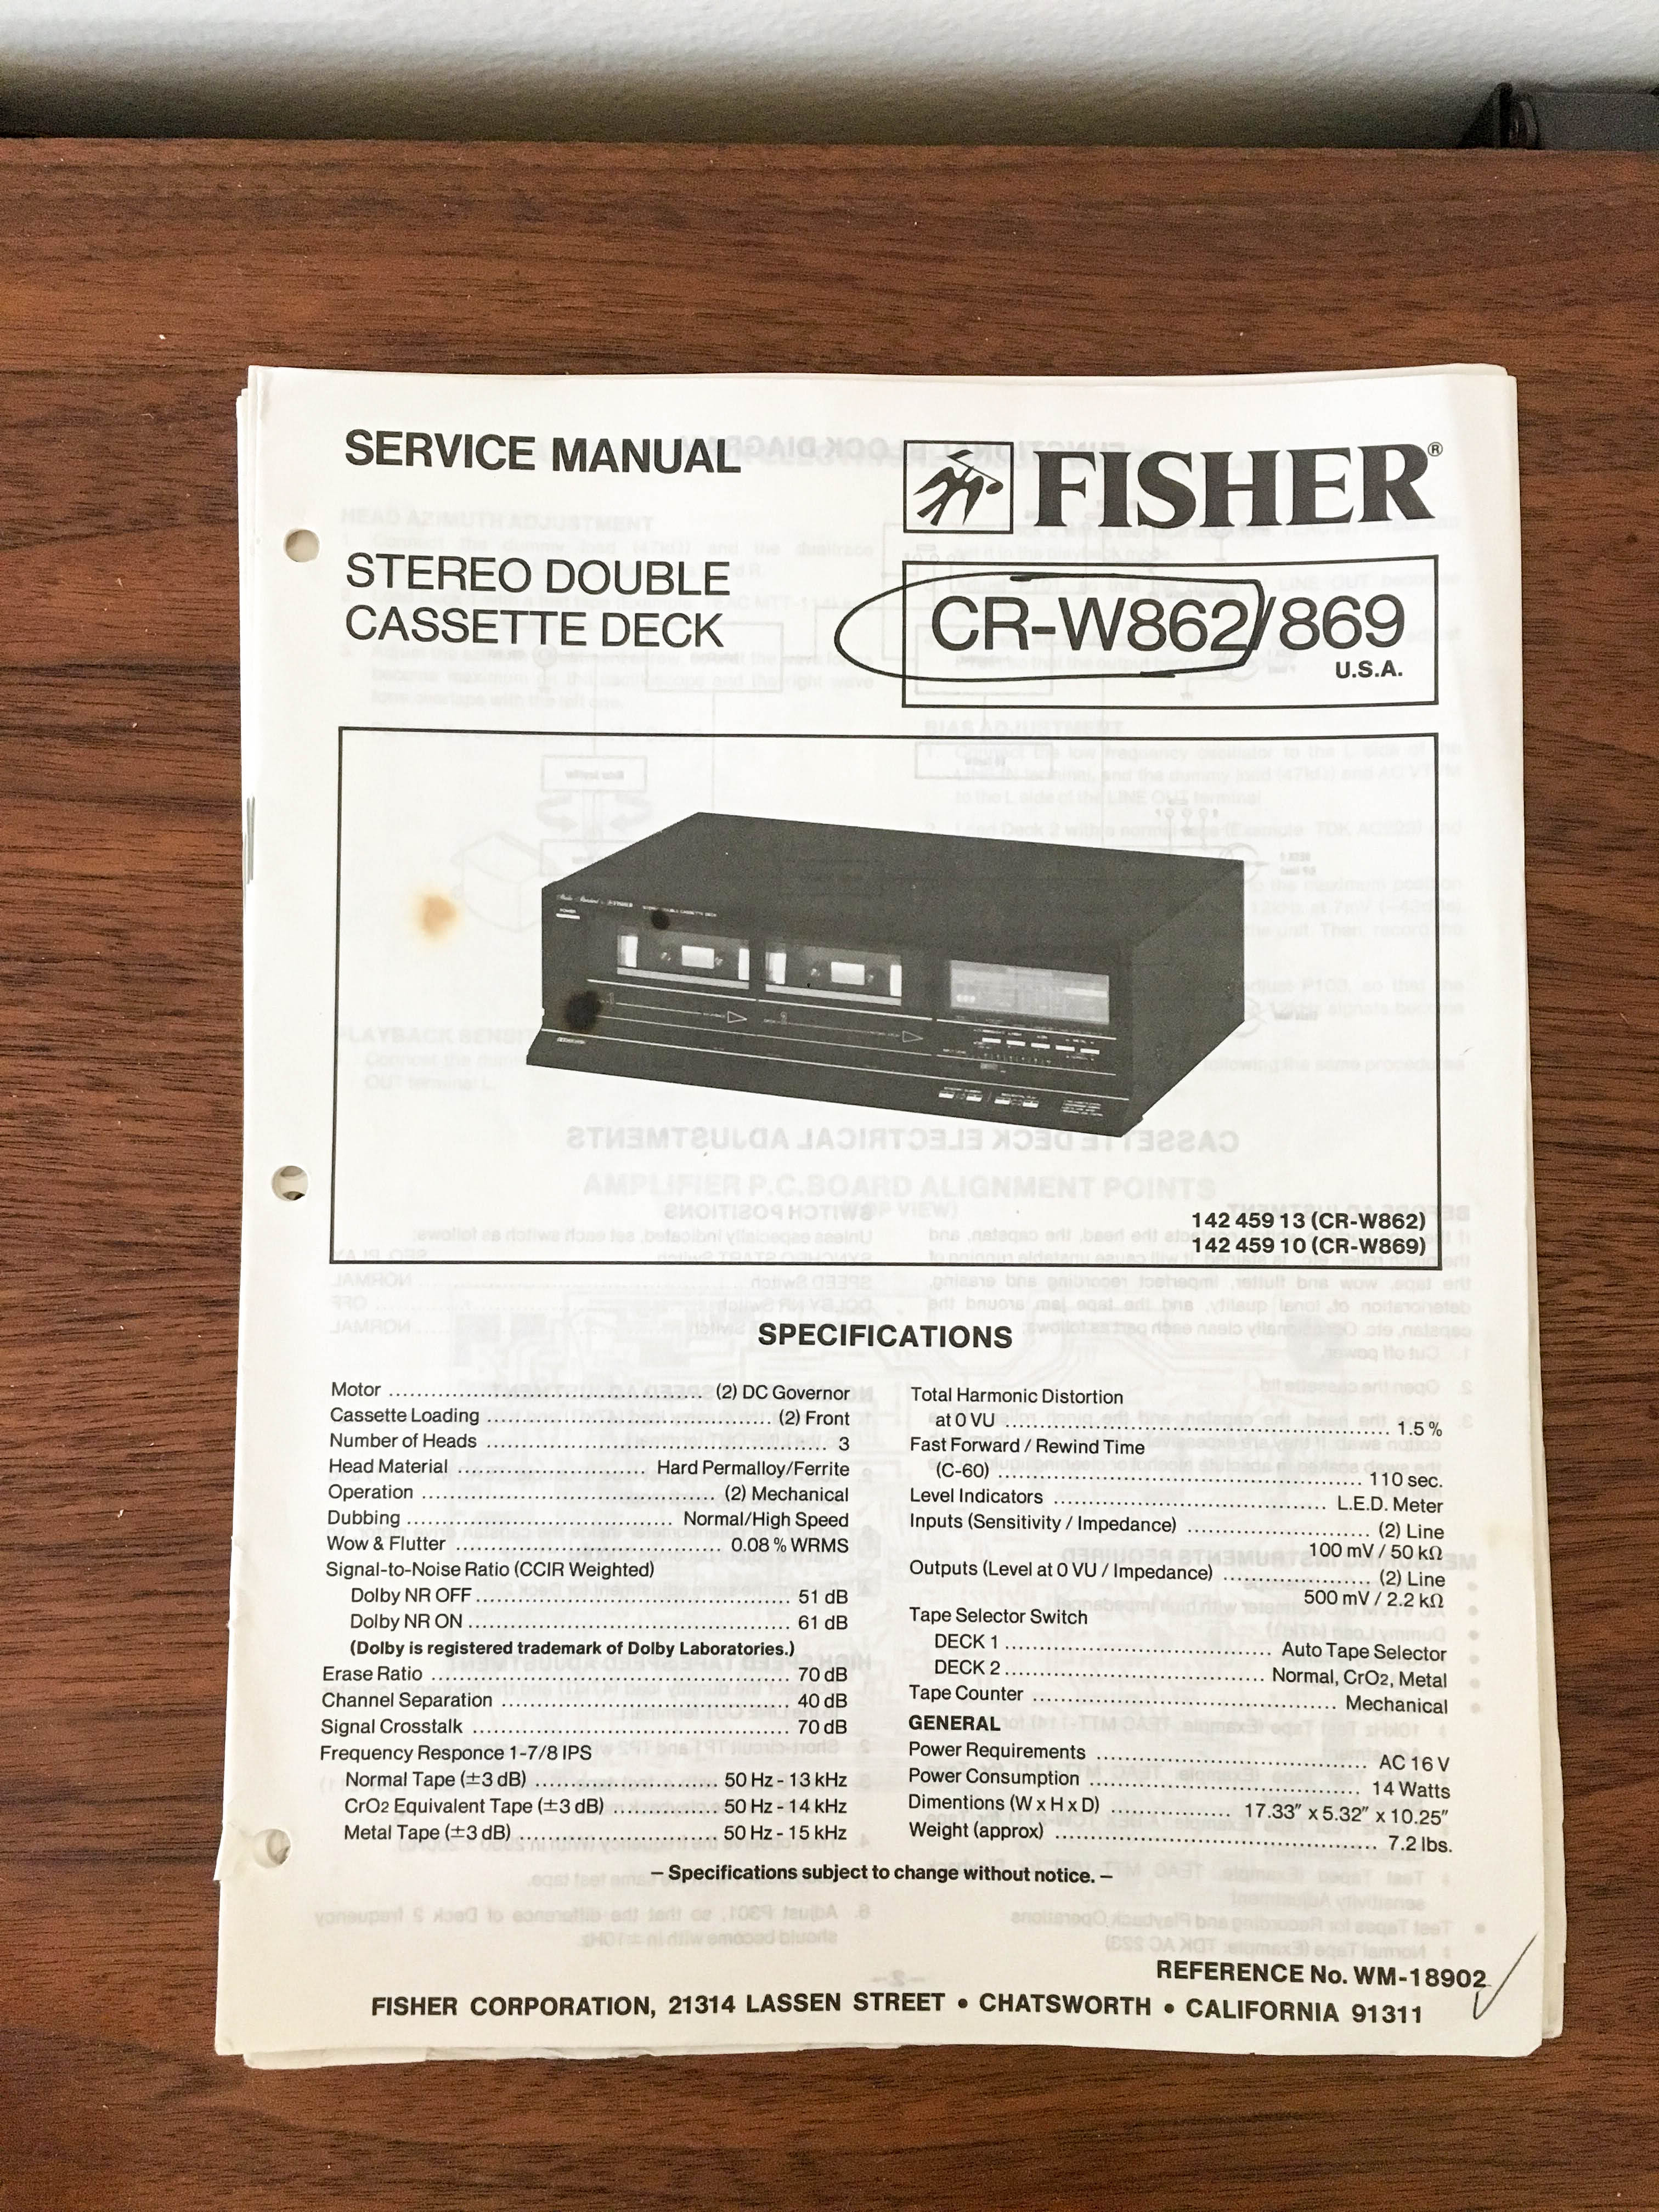 SERVICE MANUAL
FISHER®
STEREO DOUBLE
CASSETTE DECK
CR-W862/869
U.S.A.
142 459 13 (CR-W862)
142 459 10 (CR-W869)
SPECIFICATIONS
Motor (2) DC Governor
Cassette Loading (2) Front
Number of Heads 3
Head Material Hard Permalloy/Ferrite
Operation (2) Mechanical
Dubbing Normal/High Speed
Wow & Flutter 0.08 % WRMS
Signal-to-Noise Ratio (CCIR Weighted)
Dolby NR OFF 51 dB
Dolby NR ON 61 dB
(Dolby is registered trademark of Dolby Laboratories.)
Erase Ratio 70 dB
Channel Separation 40 dB
Signal Crosstalk 70 dB
Frequency Responce 1-7/8 IPS
Normal Tape (±3 dB) 50 Hz - 13 kHz
CrO2 Equivalent Tape (±3 dB) 50 Hz - 14 kHz
Metal Tape (±3 dB) 50 Hz - 15 kHz
Total Harmonic Distortion
at 0 VU 1.5 %
Fast Forward / Rewind Time
(C-60) 110 sec.
Level Indicators L.E.D. Meter
Inputs (Sensitivity / Impedance) (2) Line
100 mV / 50 kΩ
Outputs (Level at 0 VU / Impedance) (2) Line
500 mV / 2.2 kΩ
Tape Selector Switch
DECK 1 Auto Tape Selector
DECK 2 Normal, CrO2, Metal
Tape Counter Mechanical
GENERAL
Power Requirements AC 16 V
Power Consumption 14 Watts
Dimentions (W x H x D) 17.33″ x 5.32″ x 10.25″
Weight (approx) 7.2 lbs.
– Specifications subject to change without notice. –
REFERENCE No. WM-18902
FISHER CORPORATION, 21314 LASSEN STREET • CHATSWORTH • CALIFORNIA 91311